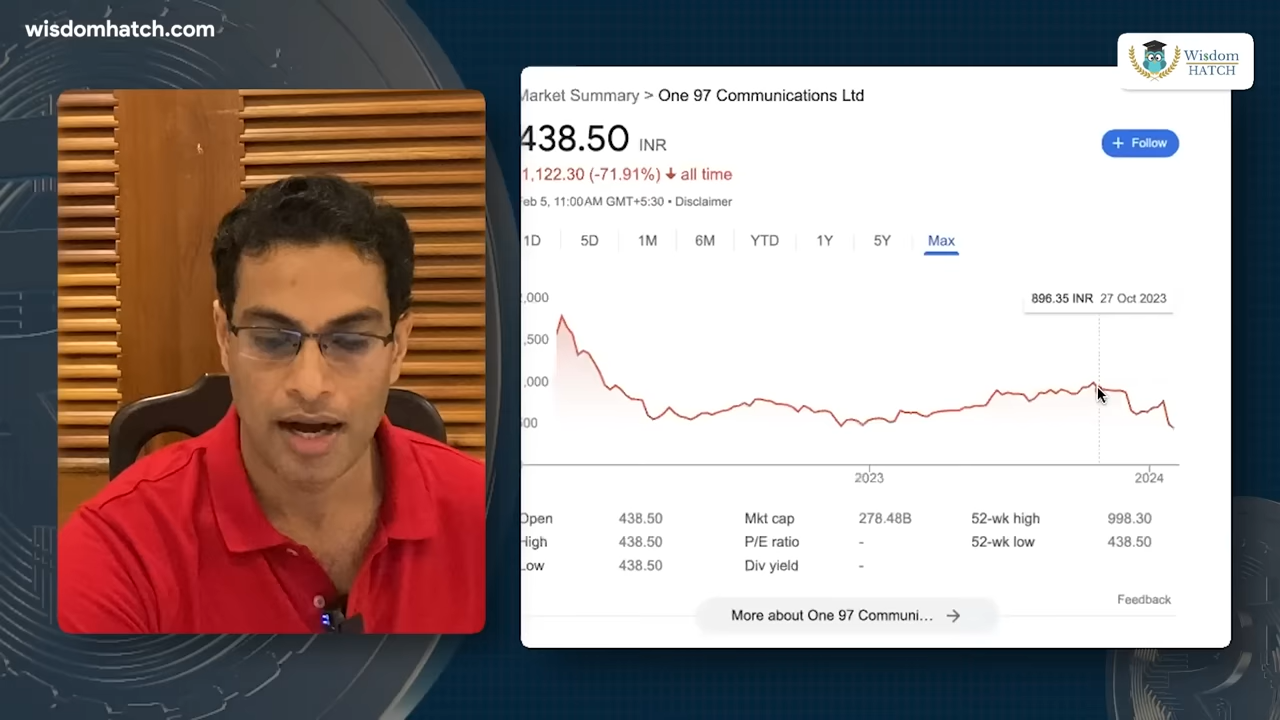 wisdomhatch.com
Wisdom
HATCH
Market Summary > One 97 Communications Ltd
438.50 INR
+ Follow
1,122.30 (-71.91%) ↓ all time
eb 5, 11:00 AM GMT+5:30 • Disclaimer
1D 5D 1M 6M YTD 1Y 5Y Max
,000
896.35 INR 27 Oct 2023
,500
,000
500
2023 2024
Open 438.50 Mkt cap 278.48B 52-wk high 998.30
High 438.50 P/E ratio - 52-wk low 438.50
Low 438.50 Div yield -
Feedback
More about One 97 Communi... →